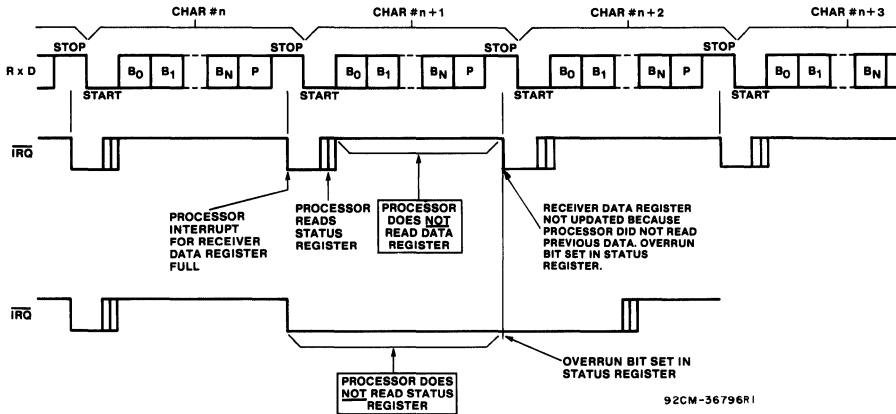 CHAR #n CHAR #n+1 CHAR #n+2 CHAR #n+3
STOP STOP STOP STOP
R x D B0 B1 BN P B0 B1 BN P B0 B1 BN P B0 B1 BN
START START START START
IRQ
PROCESSOR
INTERRUPT
FOR RECEIVER
DATA REGISTER
FULL
PROCESSOR
READS
STATUS
REGISTER
PROCESSOR
DOES NOT
READ DATA
REGISTER
RECEIVER DATA REGISTER
NOT UPDATED BECAUSE
PROCESSOR DID NOT READ
PREVIOUS DATA. OVERRUN
BIT SET IN STATUS
REGISTER.
IRQ
PROCESSOR DOES
NOT READ STATUS
REGISTER
OVERRUN BIT SET IN
STATUS REGISTER
92CM-36796R1